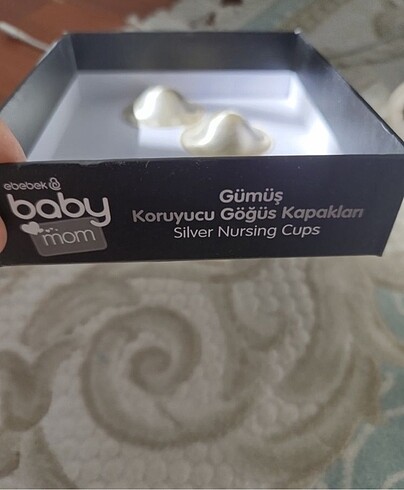 ebebek
baby
mom
Gümüş
Koruyucu Göğüs Kapakları
Silver Nursing Cups